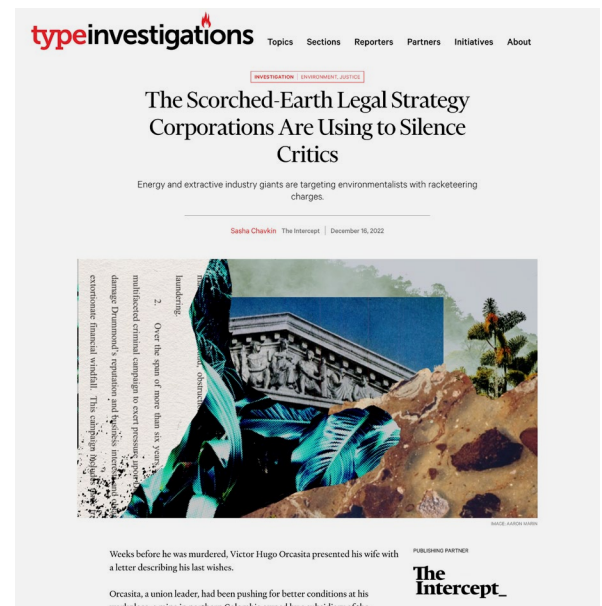 typeinvestigations
Topics Sections Reporters Partners Initiatives About
INVESTIGATION | ENVIRONMENT, JUSTICE
The Scorched-Earth Legal Strategy
Corporations Are Using to Silence
Critics
Energy and extractive industry giants are targeting environmentalists with racketeering
charges.
Sasha Chavkin The Intercept | December 16, 2022
laundering.
2. Over the span of more than six years
multifaceted criminal campaign to exert pressure upon
damage Drummond's reputation and business interests and
extortionate financial windfall. This campaign
IMAGE: AARON MARIN
Weeks before he was murdered, Victor Hugo Orcasita presented his wife with
a letter describing his last wishes.
Orcasita, a union leader, had been pushing for better conditions at his
PUBLISHING PARTNER
The
Intercept_